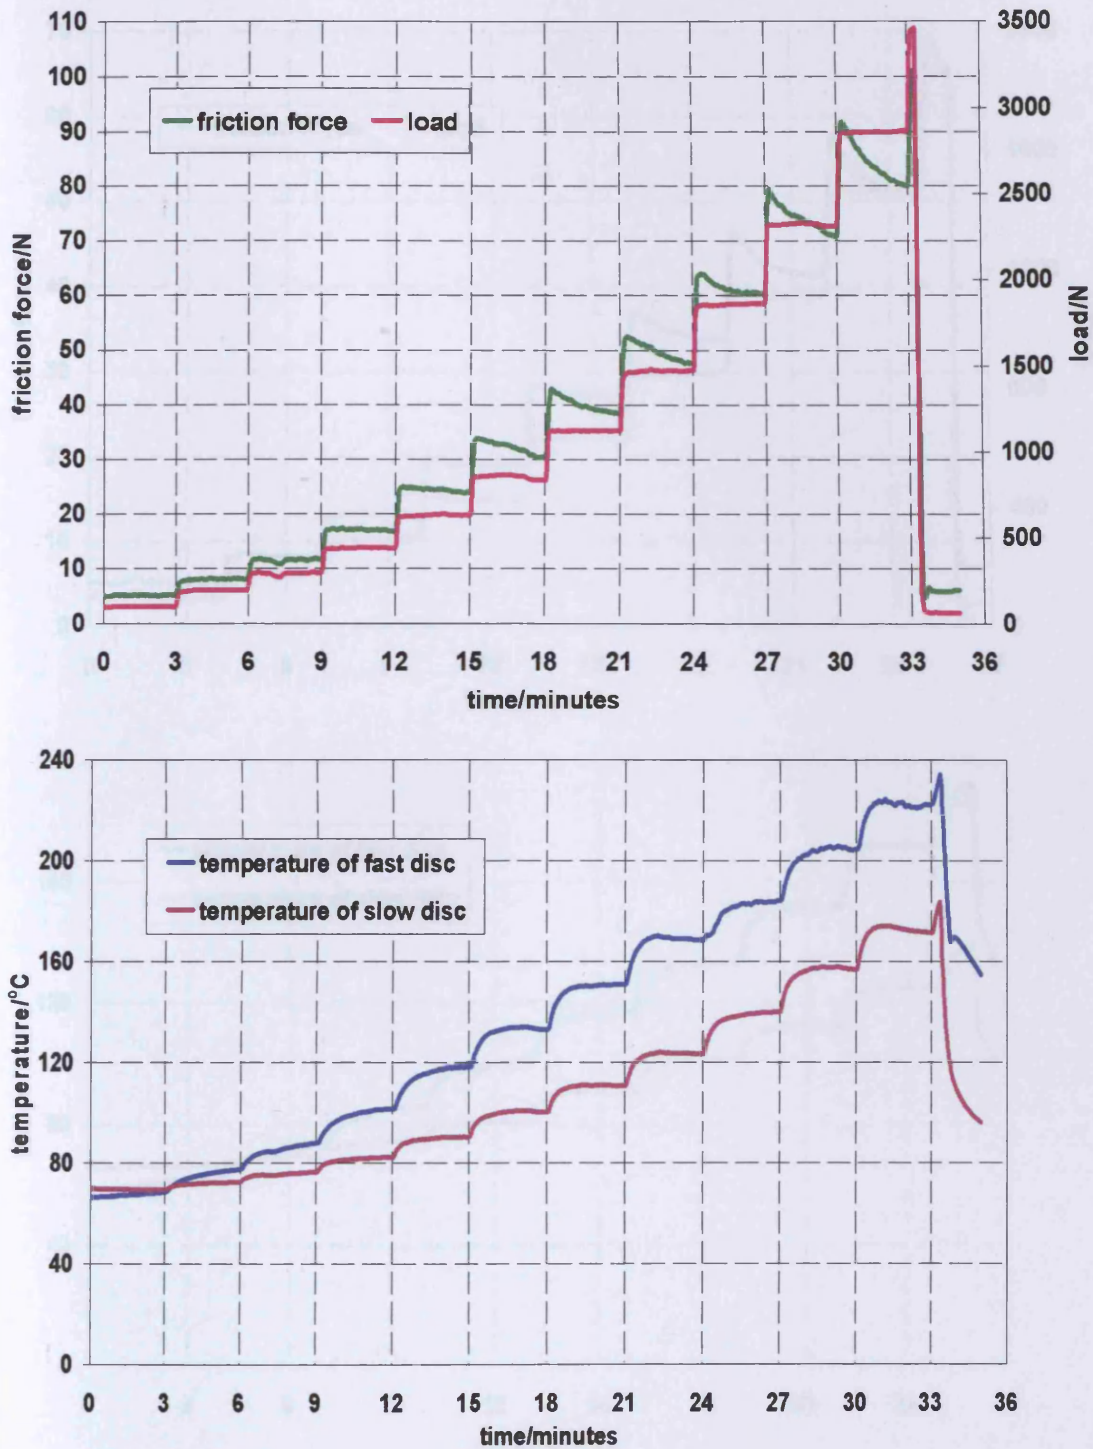 110
100
90
80
70
60
50
40
30
20
10
0
friction force/N
friction force load
3500
3000
2500
2000
1500
1000
500
0
load/N
0 3 6 9 12 15 18 21 24 27 30 33 36
time/minutes
240
200
160
120
80
40
0
temperature/°C
temperature of fast disc
temperature of slow disc
0 3 6 9 12 15 18 21 24 27 30 33 36
time/minutes